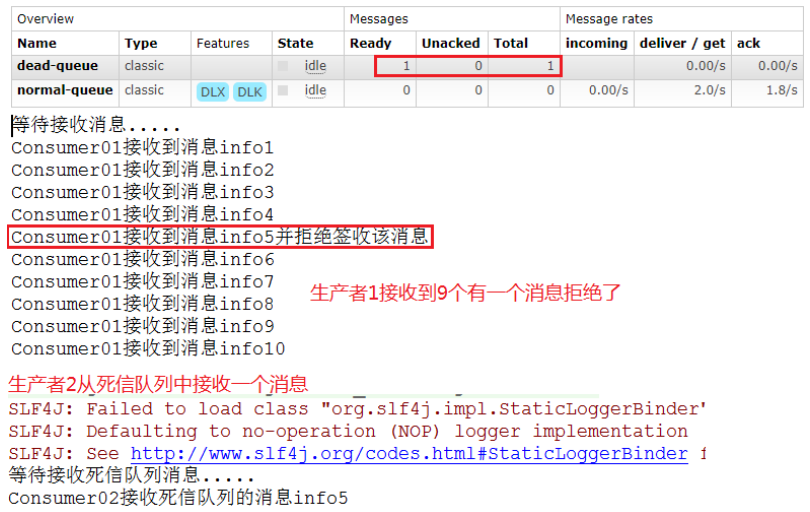 Overview Messages Message rates
Name Type Features State Ready Unacked Total incoming deliver / get ack
dead-queue classic idle 1 0 1 0.00/s 0.00/s
normal-queue classic DLX DLK idle 0 0 0 0.00/s 2.0/s 1.8/s
等待接收消息.....
Consumer01接收到消息info1
Consumer01接收到消息info2
Consumer01接收到消息info3
Consumer01接收到消息info4
Consumer01接收到消息info5并拒绝签收该消息
Consumer01接收到消息info6
Consumer01接收到消息info7
生产者1接收到9个有一个消息拒绝了
Consumer01接收到消息info8
Consumer01接收到消息info9
Consumer01接收到消息info10
生产者2从死信队列中接收一个消息
SLF4J: Failed to load class "org.slf4j.impl.StaticLoggerBinder"
SLF4J: Defaulting to no-operation (NOP) logger implementation
SLF4J: See http://www.slf4j.org/codes.html#StaticLoggerBinder f
等待接收死信队列消息.....
Consumer02接收死信队列的消息info5